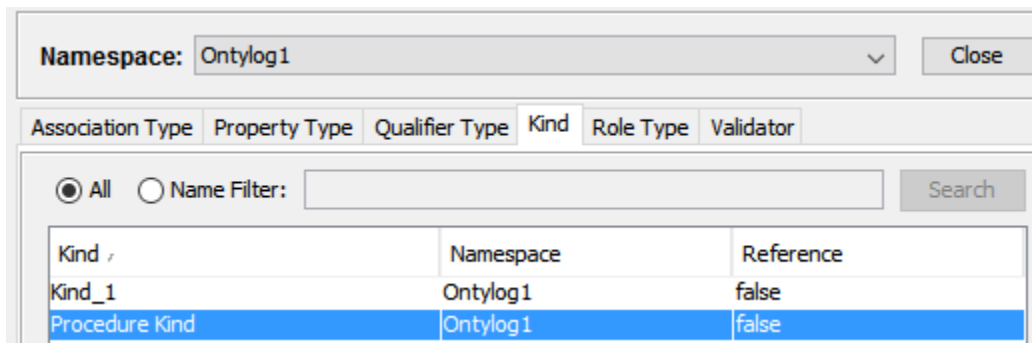 Namespace: Ontylog1 Close
Association Type Property Type Qualifier Type Kind Role Type Validator
All Name Filter: Search
Kind Namespace Reference
Kind_1 Ontylog1 false
Procedure Kind Ontylog1 false